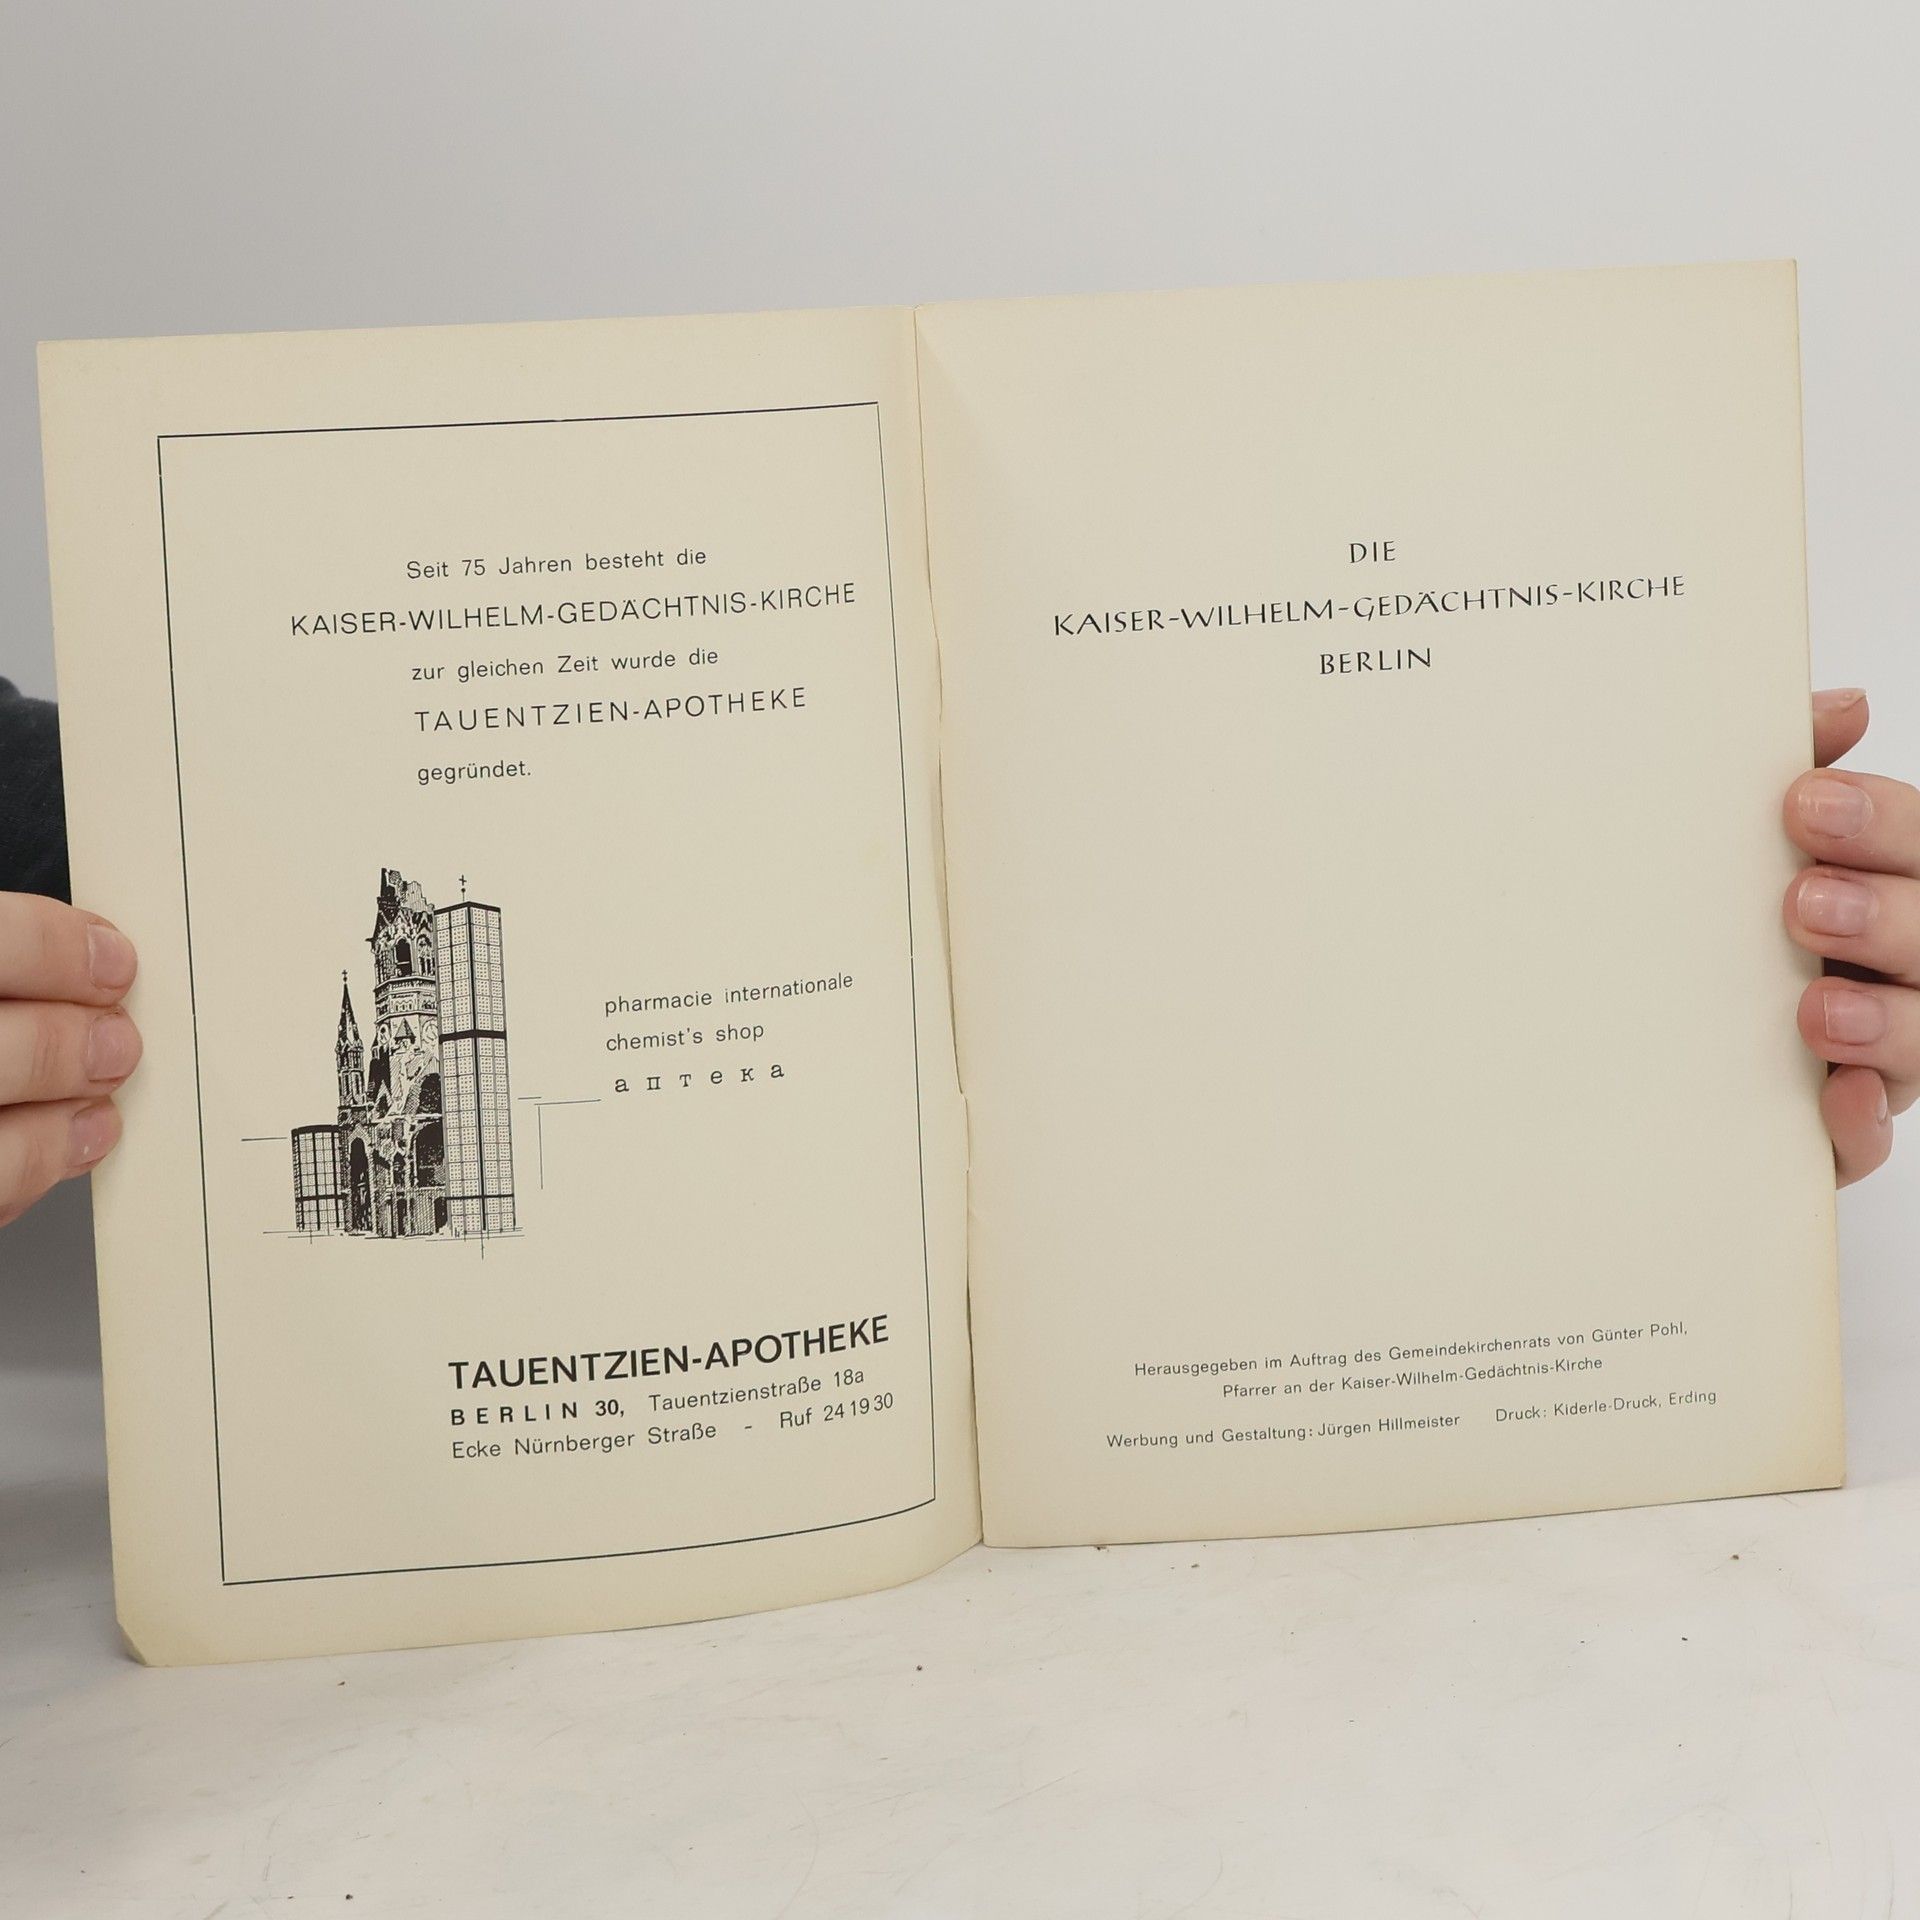 Seit 75 Jahren besteht die
KAISER-WILHELM-GEDÄCHTNIS-KIRCHE
zur gleichen Zeit wurde die
TAUENTZIEN-APOTHEKE
gegründet.
pharmacie internationale
chemist's shop
аптека
TAUENTZIEN-APOTHEKE
BERLIN 30, Tauentzienstraße 18a
Ecke Nürnberger Straße - Ruf 24 19 30
DIE
KAISER-WILHELM-GEDÄCHTNIS-KIRCHE
BERLIN
Herausgegeben im Auftrag des Gemeindekirchenrats von Günter Pohl,
Pfarrer an der Kaiser-Wilhelm-Gedächtnis-Kirche
Werbung und Gestaltung: Jürgen Hillmeister Druck: Kiderle-Druck, Erding